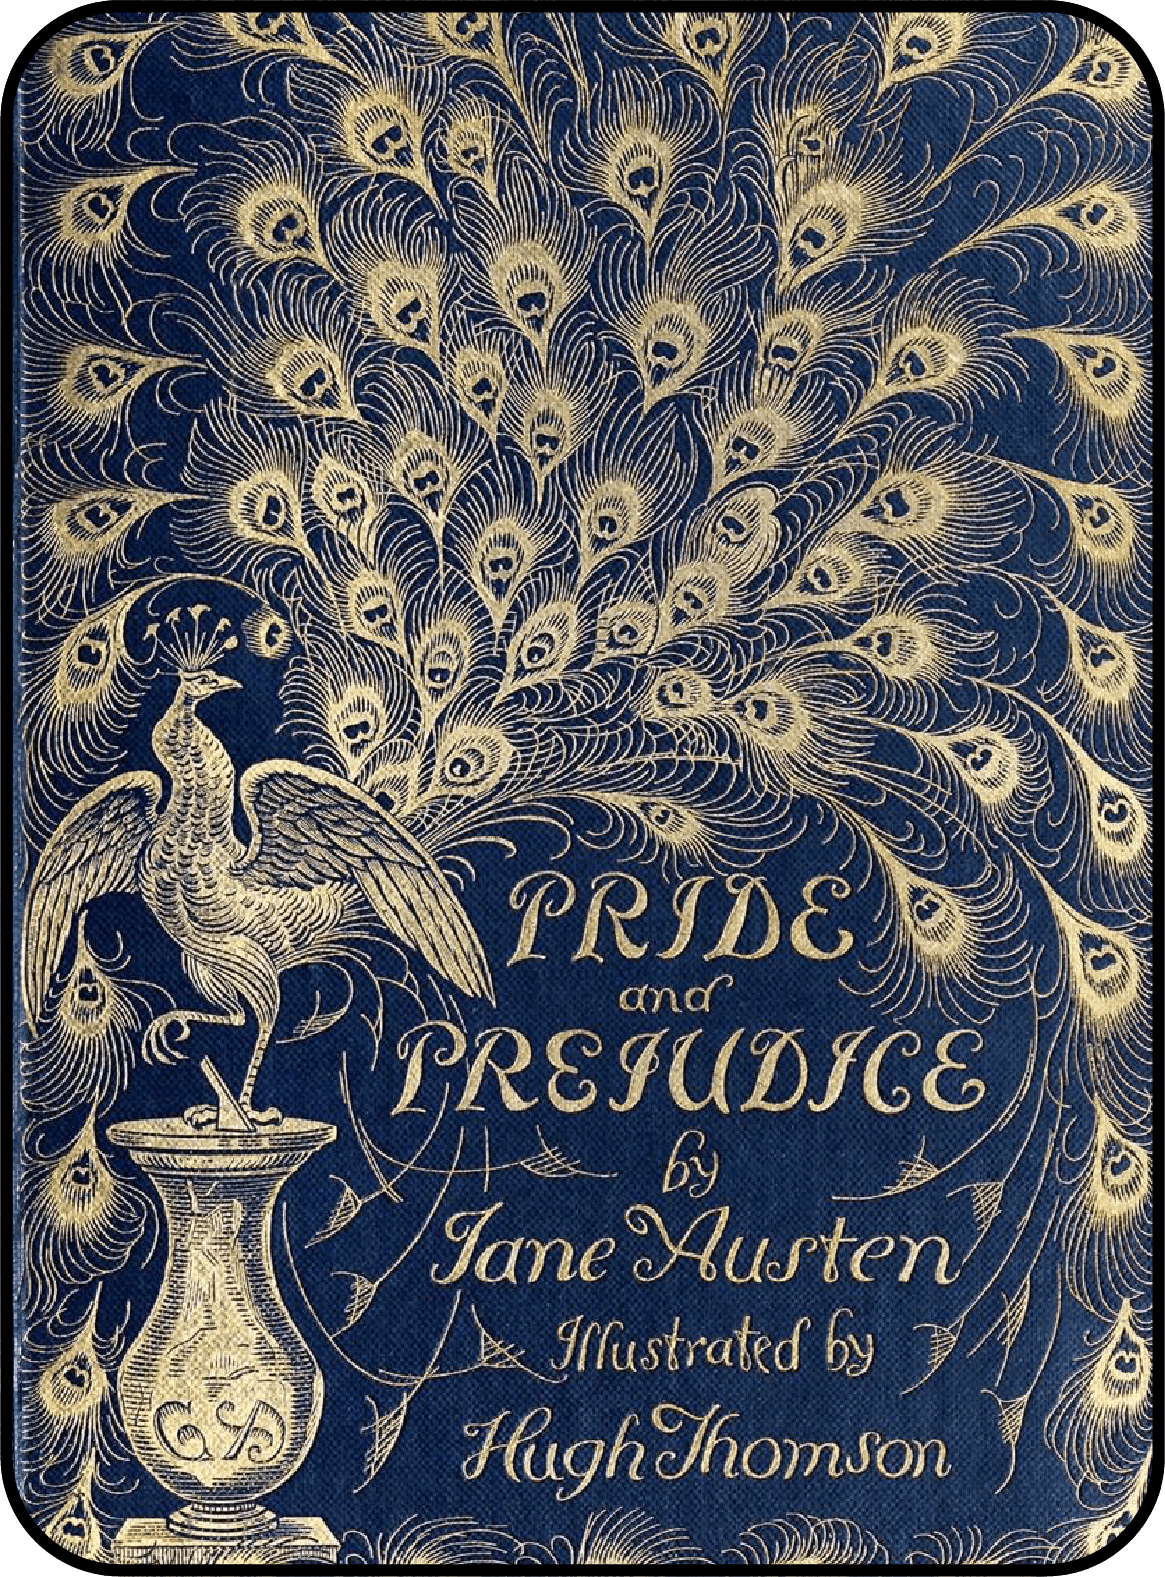 PRIDE
and
PREJUDICE
by
Jane Austen
Illustrated by
Hugh Thomson